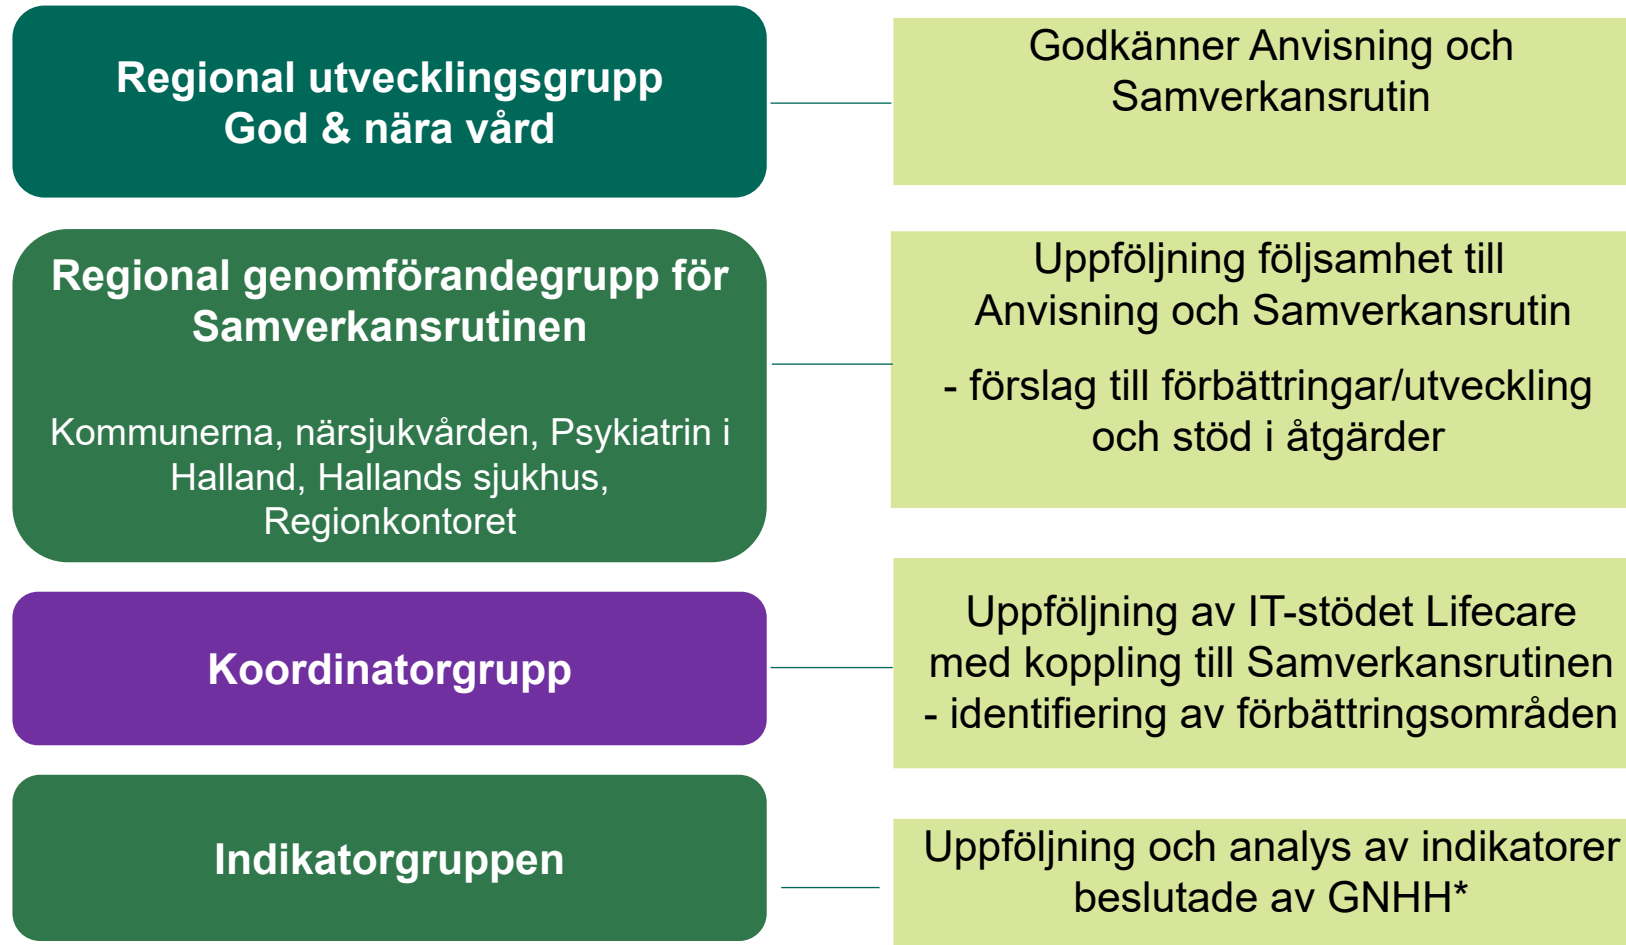 Regional utvecklingsgrupp
God & nära vård
Godkänner Anvisning och
Samverkansrutin
Regional genomförandegrupp för
Samverkansrutinen
Kommunerna, närsjukvården, Psykiatrin i
Halland, Hallands sjukhus,
Regionkontoret
Uppföljning följsamhet till
Anvisning och Samverkansrutin
- förslag till förbättringar/utveckling
och stöd i åtgärder
Koordinatorgrupp
Uppföljning av IT-stödet Lifecare
med koppling till Samverkansrutinen
- identifiering av förbättringsområden
Indikatorgruppen
Uppföljning och analys av indikatorer
beslutade av GNHH*